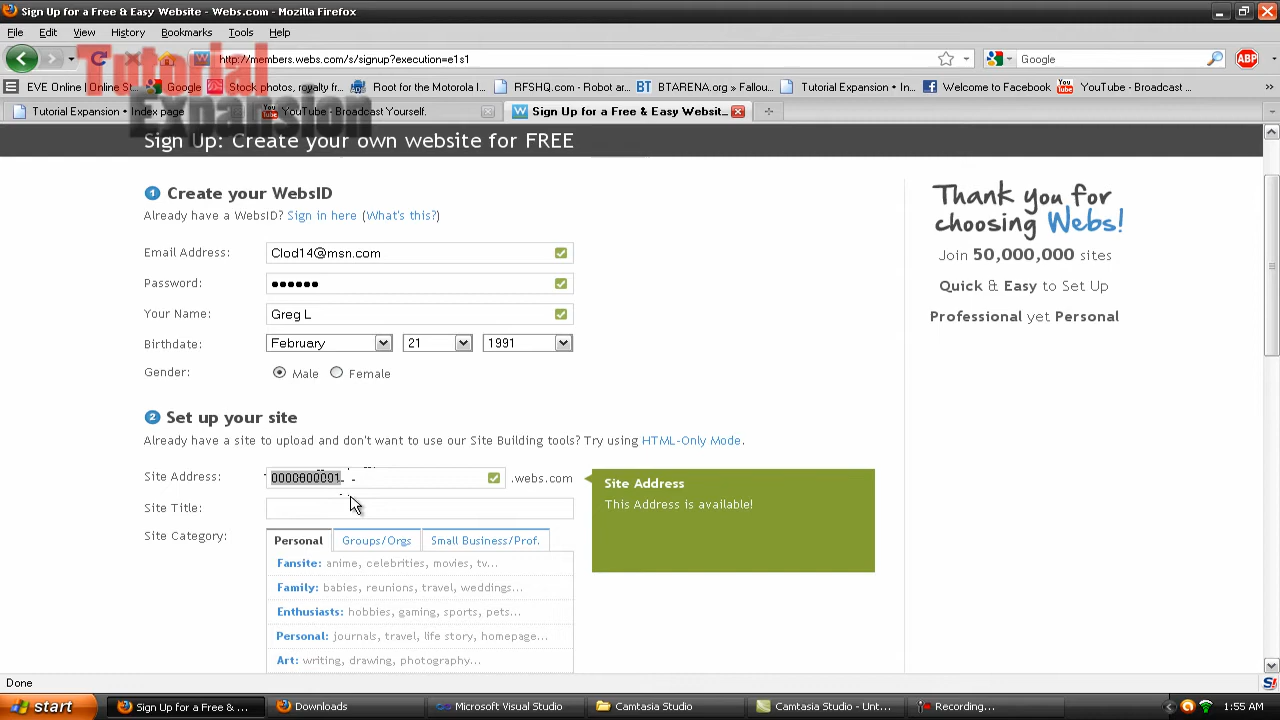 Sign Up for a Free & Easy Website - Webs.com - Mozilla Firefox
File Edit View History Bookmarks Tools Help
http://members.webs.com/s/signup?execution=e1s1
Google
ABP
EVE Online | Online St... Google Stock photos, royalty fr... Root for the Motorola I... RFSHQ.com - Robot ar... BT BTARENA.org » Fallou... Tutorial Expansion • In... Welcome to Facebook YouTube - Broadcast ...
Tutorial Expansion • Index page YouTube - Broadcast Yourself. W Sign Up for a Free & Easy Websit...
Tutorial
Expansion
Sign Up: Create your own website for FREE
1 Create your WebsID
Already have a WebsID? Sign in here (What's this?)
Email Address: Clod14@msn.com
Password: ●●●●●●
Your Name: Greg L
Birthdate: February 21 1991
Gender: Male Female
Thank you for
choosing Webs!
Join 50,000,000 sites
Quick & Easy to Set Up
Professional yet Personal
2 Set up your site
Already have a site to upload and don't want to use our Site Building tools? Try using HTML-Only Mode.
Site Address: .webs.com
Site Address
This Address is available!
Site Title:
Site Category: Personal Groups/Orgs Small Business/Prof.
Fansite: anime, celebrities, movies, tv...
Family: babies, reunions, travel, weddings...
Enthusiasts: hobbies, gaming, sports, pets...
Personal: journals, travel, life story, homepage...
Art: writing, drawing, photography...
Done
start Sign Up for a Free & ... Downloads Microsoft Visual Studio Camtasia Studio Camtasia Studio - Unt... Recording... 1:55 AM